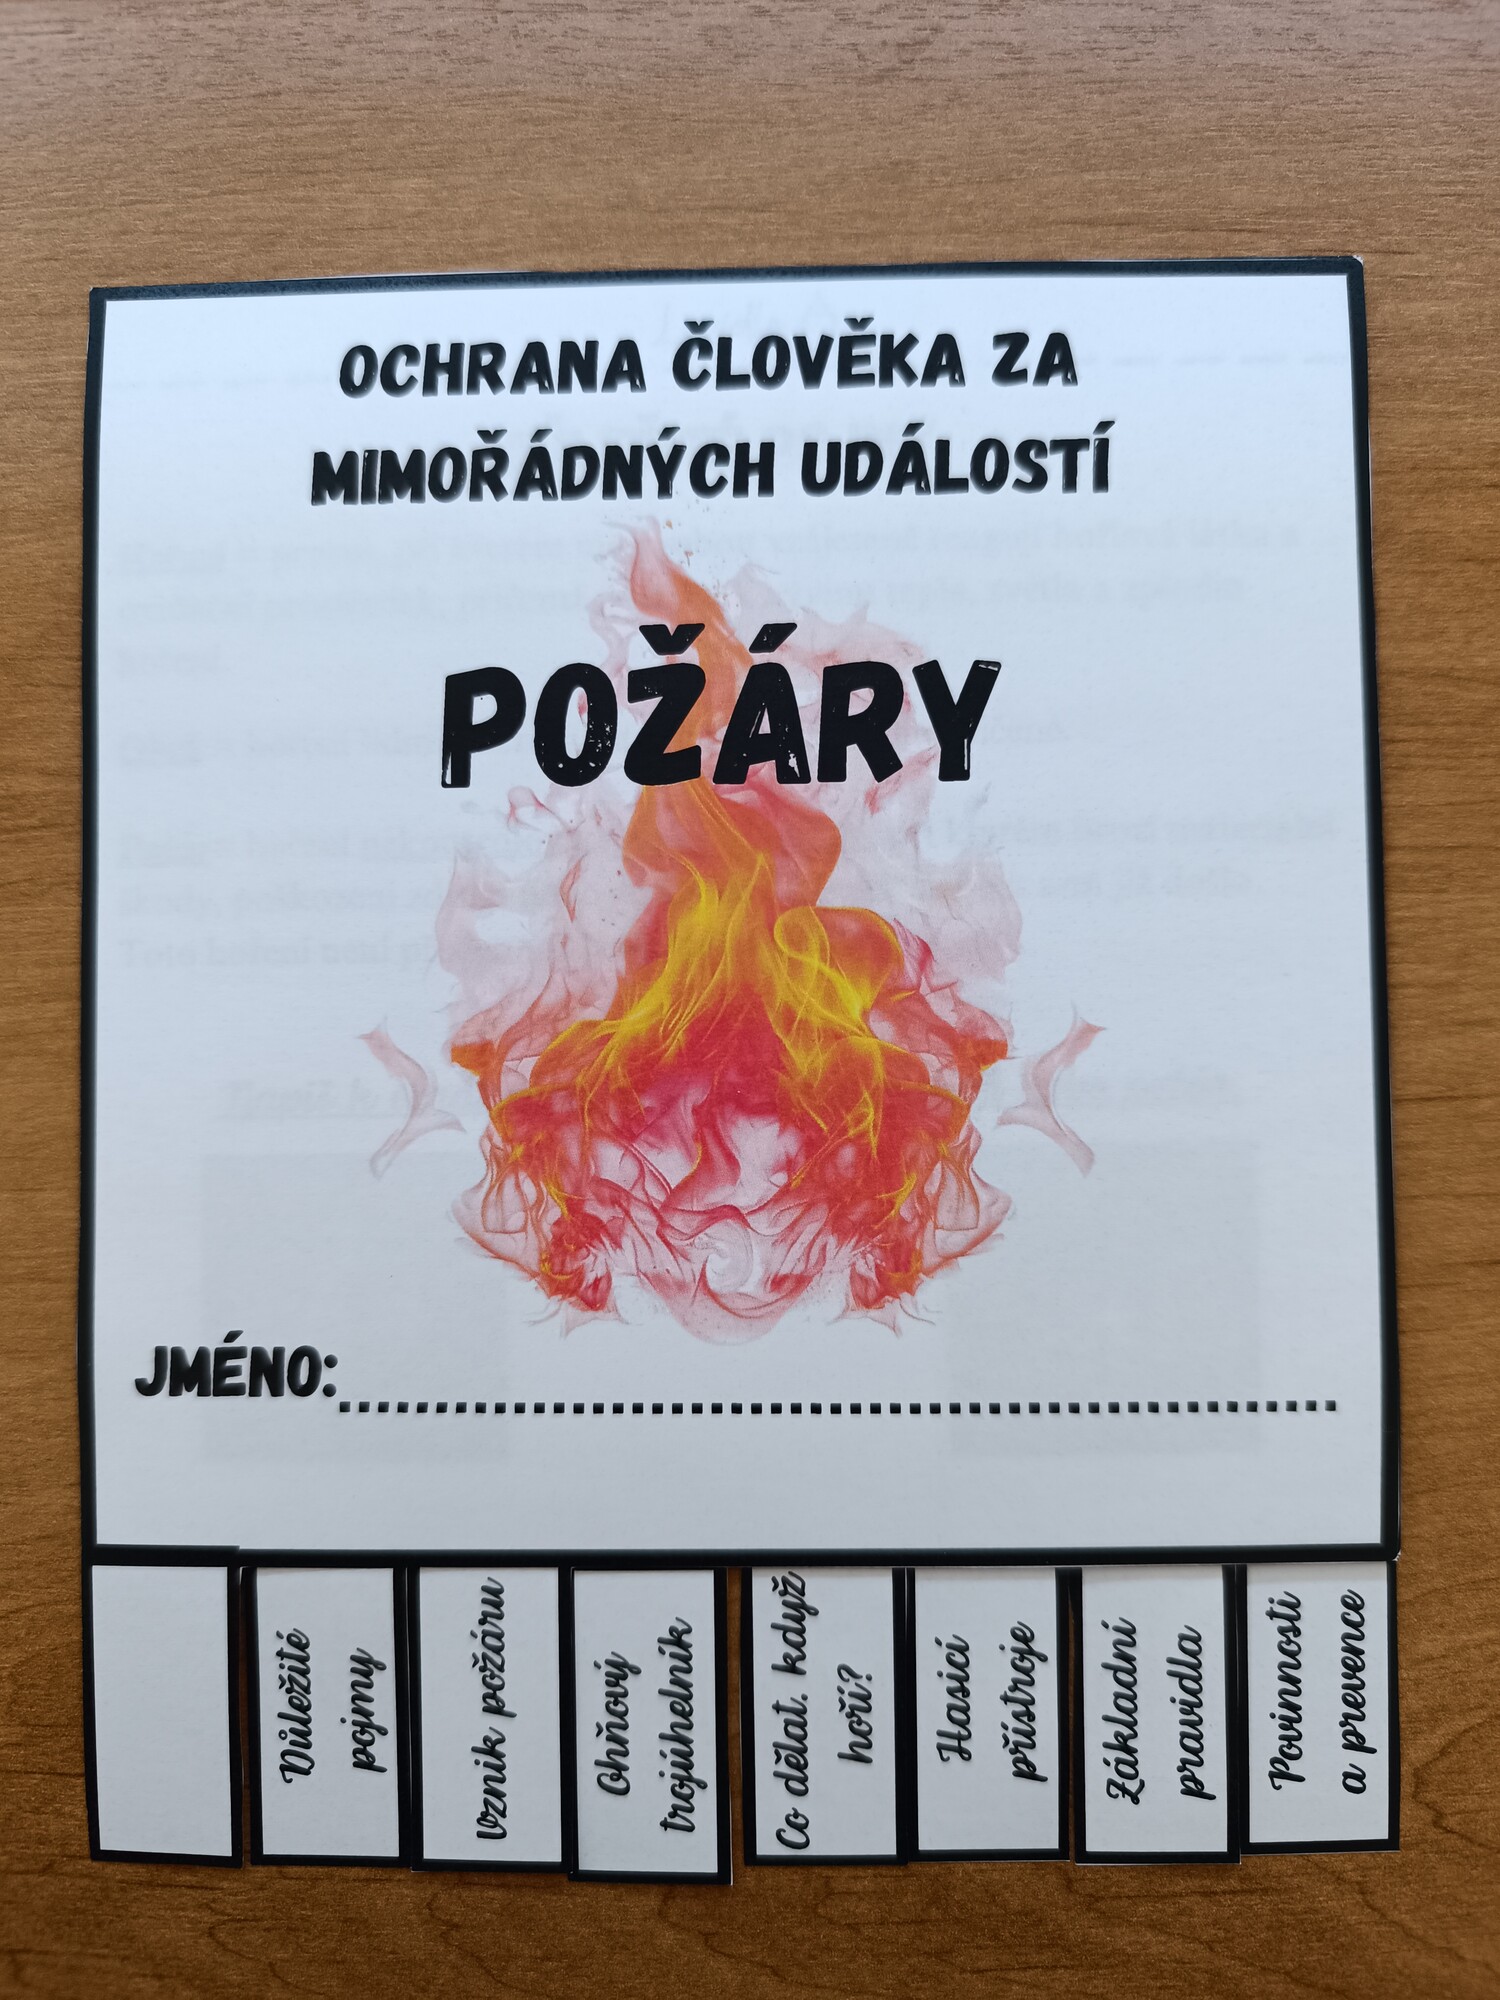 OCHRANA ČLOVĚKA ZA
MIMOŘÁDNÝCH UDÁLOSTÍ
POŽÁRY
JMÉNO:
Důležité
pojmy
Vznik požáru
Ohňový
trojúhelník
Co dělat. když
hoří?
Hasicí
přístroje
Základní
pravidla
Povinnosti
a prevence